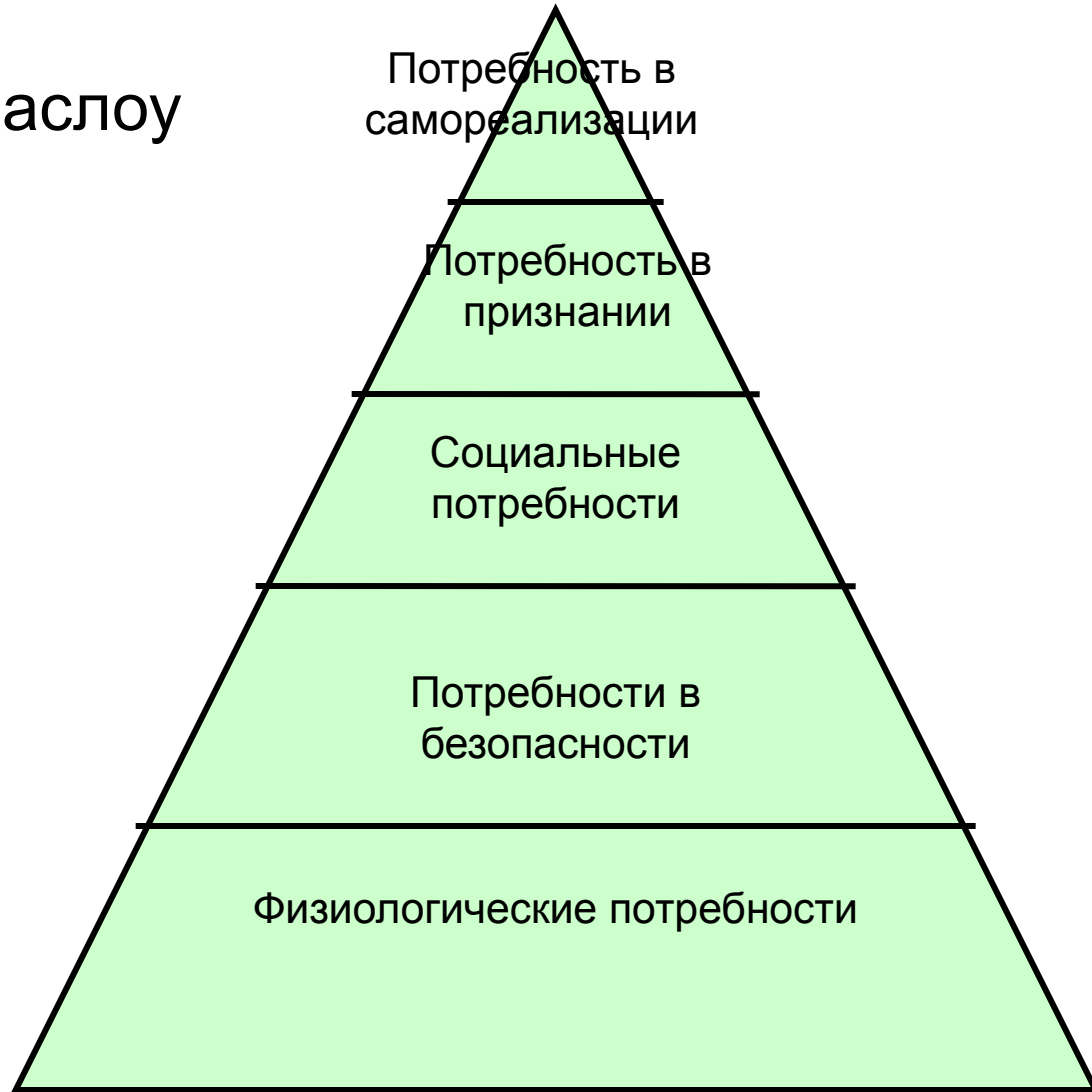 аслоу
Потребность в
самореализации
Потребность в
признании
Социальные
потребности
Потребности в
безопасности
Физиологические потребности